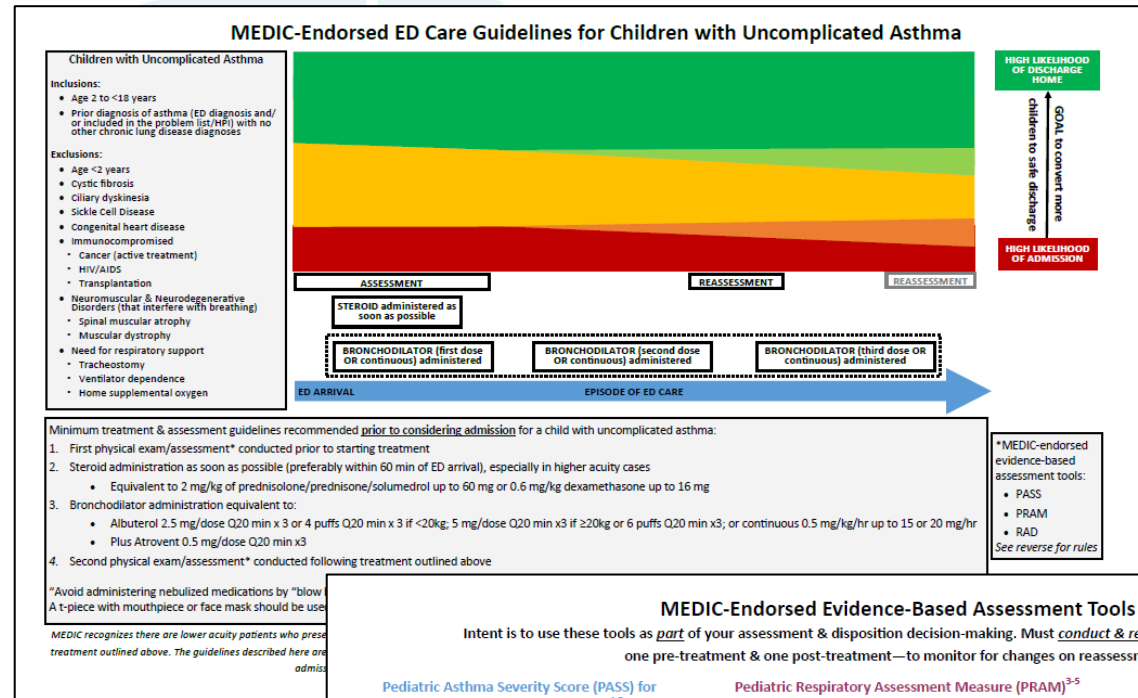 MEDIC-Endorsed ED Care Guidelines for Children with Uncomplicated Asthma
Children with Uncomplicated Asthma
Inclusions:
• Age 2 to <18 years
• Prior diagnosis of asthma (ED diagnosis and/
or included in the problem list/HPI) with no
other chronic lung disease diagnoses
Exclusions:
• Age <2 years
• Cystic fibrosis
• Ciliary dyskinesia
• Sickle Cell Disease
• Congenital heart disease
• Immunocompromised
• Cancer (active treatment)
• HIV/AIDS
• Transplantation
• Neuromuscular & Neurodegenerative
Disorders (that interfere with breathing)
• Spinal muscular atrophy
• Muscular dystrophy
• Need for respiratory support
• Tracheostomy
• Ventilator dependence
• Home supplemental oxygen
HIGH LIKELIHOOD
OF DISCHARGE
HOME
GOAL to convert more
children to safe discharge
HIGH LIKELIHOOD
OF ADMISSION
ASSESSMENT
REASSESSMENT
REASSESSMENT
STEROID administered as
soon as possible
BRONCHODILATOR (first dose
OR continuous) administered
BRONCHODILATOR (second dose
OR continuous) administered
BRONCHODILATOR (third dose OR
continuous) administered
ED ARRIVAL
EPISODE OF ED CARE
Minimum treatment & assessment guidelines recommended prior to considering admission for a child with uncomplicated asthma:
1. First physical exam/assessment* conducted prior to starting treatment
2. Steroid administration as soon as possible (preferably within 60 min of ED arrival), especially in higher acuity cases
• Equivalent to 2 mg/kg of prednisolone/prednisone/solumedrol up to 60 mg or 0.6 mg/kg dexamethasone up to 16 mg
3. Bronchodilator administration equivalent to:
• Albuterol 2.5 mg/dose Q20 min x 3 or 4 puffs Q20 min x 3 if <20kg; 5 mg/dose Q20 min x3 if ≥20kg or 6 puffs Q20 min x3; or continuous 0.5 mg/kg/hr up to 15 or 20 mg/hr
• Plus Atrovent 0.5 mg/dose Q20 min x3
4. Second physical exam/assessment* conducted following treatment outlined above
"Avoid administering nebulized medications by "blow
A t-piece with mouthpiece or face mask should be used
*MEDIC-endorsed
evidence-based
assessment tools:
• PASS
• PRAM
• RAD
See reverse for rules
MEDIC recognizes there are lower acuity patients who prese
treatment outlined above. The guidelines described here are
admiss
MEDIC-Endorsed Evidence-Based Assessment Tools
Intent is to use these tools as part of your assessment & disposition decision-making. Must conduct & re
one pre-treatment & one post-treatment—to monitor for changes on reassessm
Pediatric Asthma Severity Score (PASS) for
Pediatric Respiratory Assessment Measure (PRAM)3-5